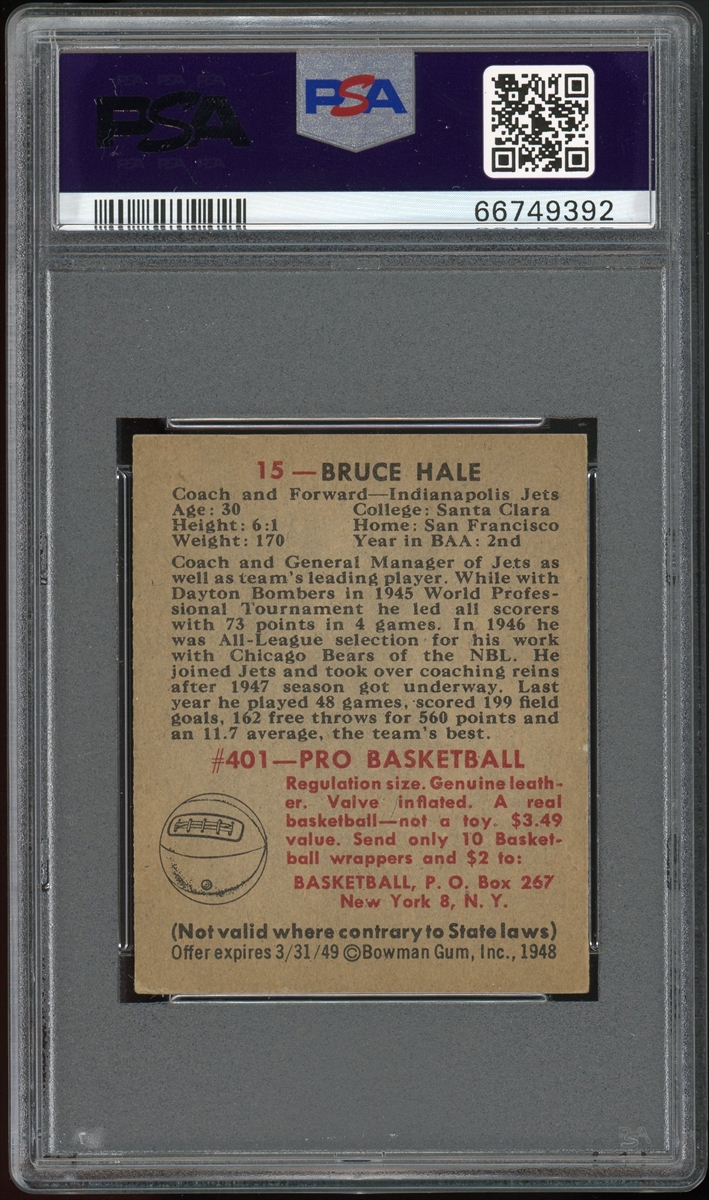 PSA
PSA
66749392
15—BRUCE HALE
Coach and Forward—Indianapolis Jets
Age: 30 College: Santa Clara
Height: 6:1 Home: San Francisco
Weight: 170 Year in BAA: 2nd
Coach and General Manager of Jets as
well as team's leading player. While with
Dayton Bombers in 1945 World Profes-
sional Tournament he led all scorers
with 73 points in 4 games. In 1946 he
was All-League selection for his work
with Chicago Bears of the NBL. He
joined Jets and took over coaching reins
after 1947 season got underway. Last
year he played 48 games, scored 199 field
goals, 162 free throws for 560 points and
an 11.7 average, the team's best.
#401—PRO BASKETBALL
Regulation size. Genuine leath-
er. Valve inflated. A real
basketball—not a toy. $3.49
value. Send only 10 Basket-
ball wrappers and $2 to:
BASKETBALL, P. O. Box 267
New York 8, N. Y.
(Not valid where contrary to State laws)
Offer expires 3/31/49 ©Bowman Gum, Inc., 1948